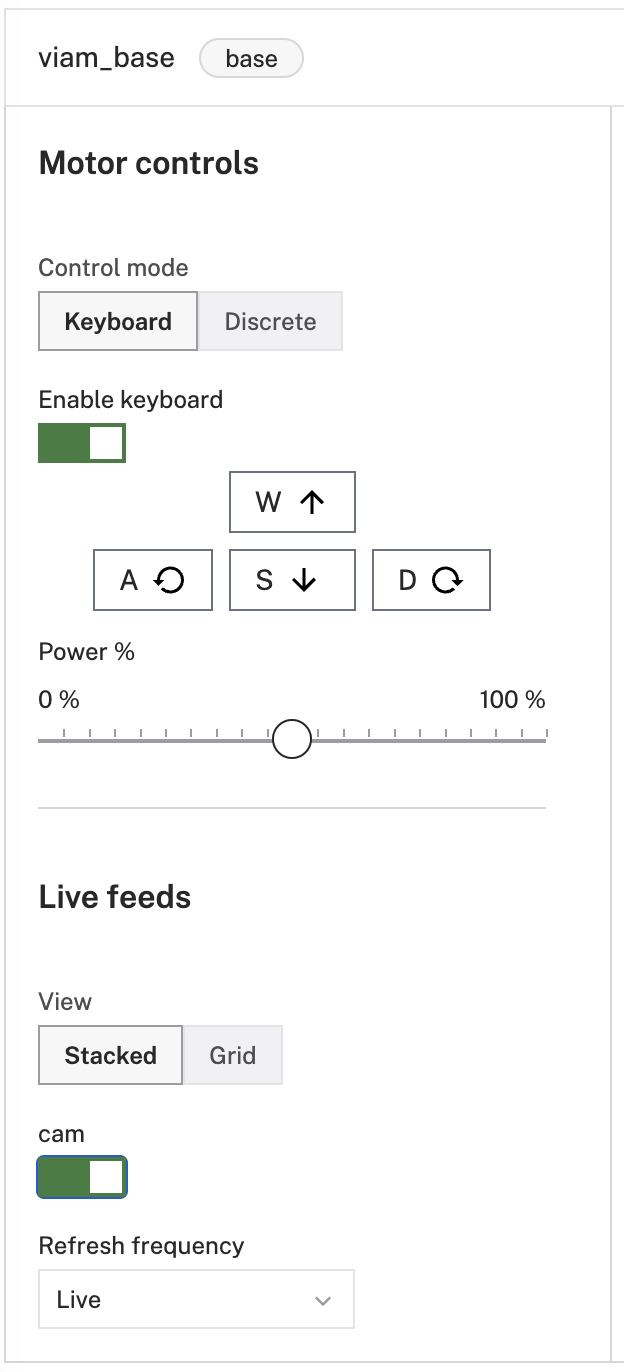 viam_base base
Motor controls
Control mode
Keyboard Discrete
Enable keyboard
W
A S D
Power %
0 % 100 %
Live feeds
View
Stacked Grid
cam
Refresh frequency
Live